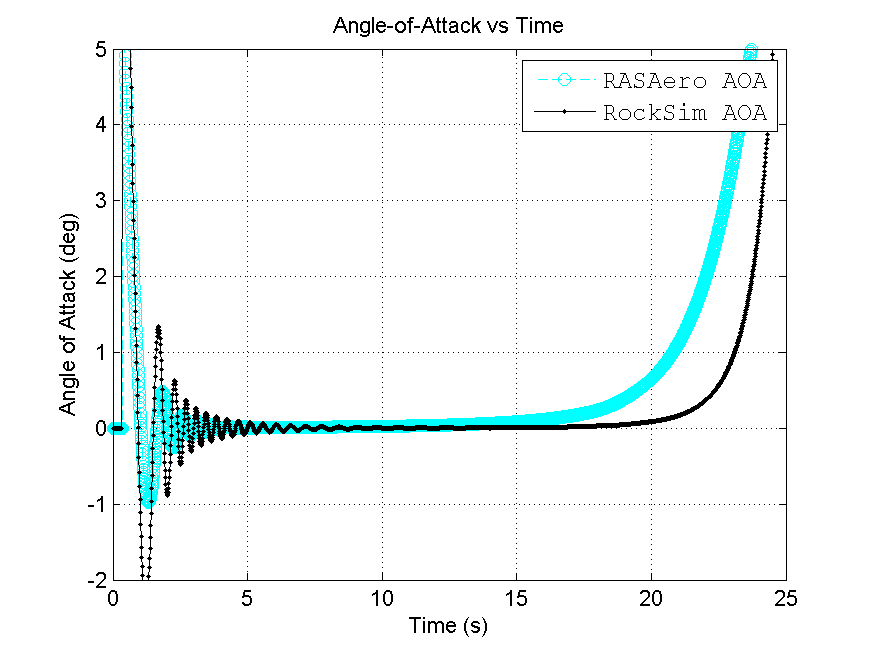 Angle-of-Attack vs Time
5
4
3
2
1
0
-1
-2
Angle of Attack (deg)
RASAero AOA
RockSim AOA
0 5 10 15 20 25
Time (s)